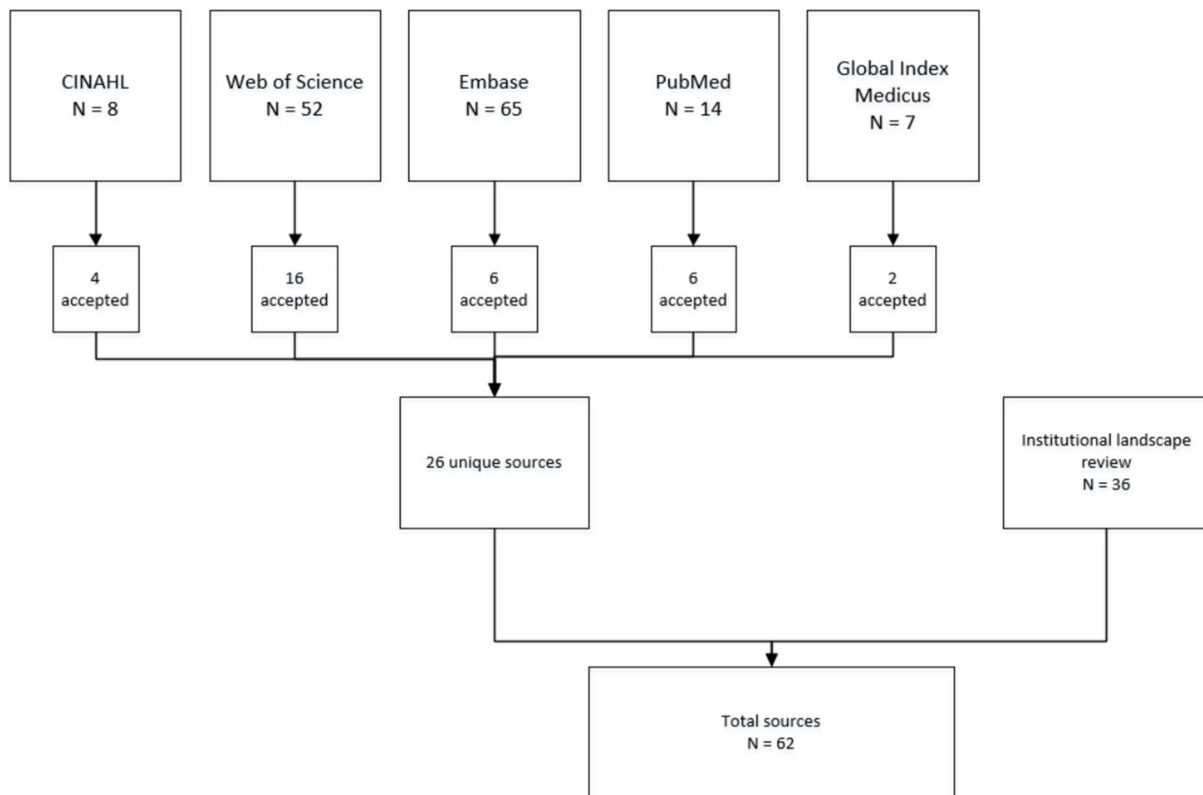 CINAHL
N = 8
Web of Science
N = 52
Embase
N = 65
PubMed
N = 14
Global Index
Medicus
N = 7
4
accepted
16
accepted
6
accepted
6
accepted
2
accepted
26 unique sources
Institutional landscape
review
N = 36
Total sources
N = 62